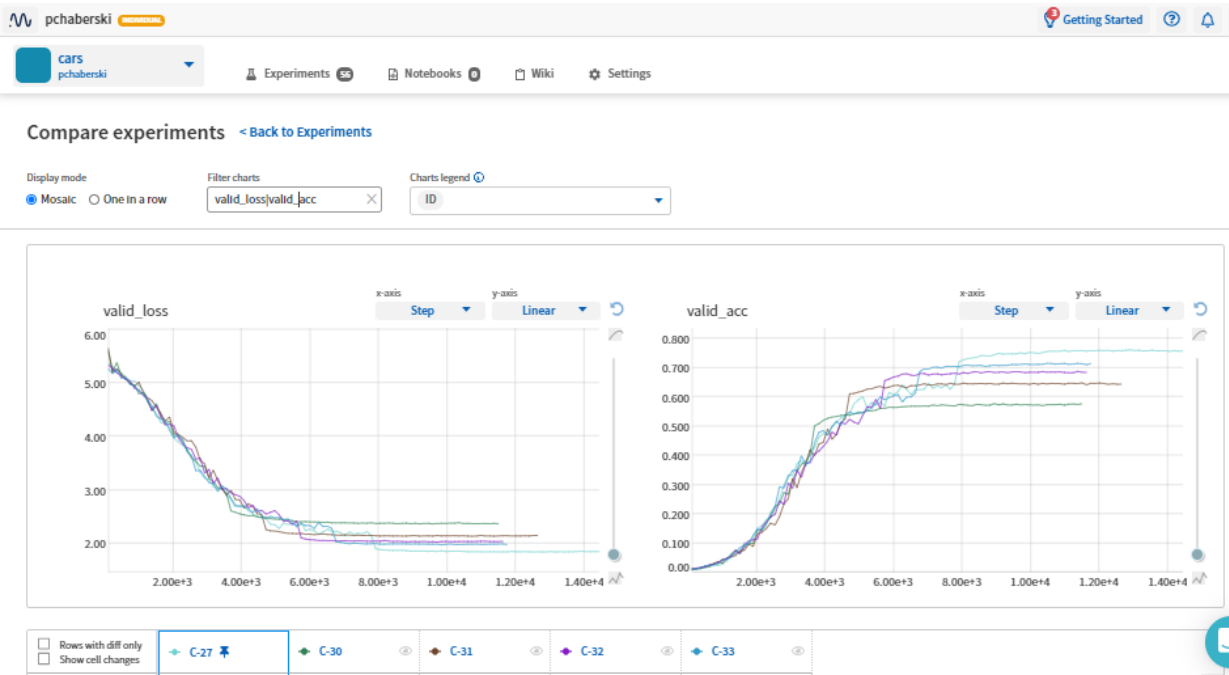 pchaberski INDIVIDUAL
3 Getting Started
cars
pchaberski
Experiments 56 Notebooks 0 Wiki Settings
Compare experiments < Back to Experiments
Display mode Filter charts Charts legend
Mosaic One in a row valid_loss|valid_acc ID
x-axis y-axis
valid_loss Step Linear
6.00
5.00
4.00
3.00
2.00
2.00e+3 4.00e+3 6.00e+3 8.00e+3 1.00e+4 1.20e+4 1.40e+4
x-axis y-axis
valid_acc Step Linear
0.800
0.700
0.600
0.500
0.400
0.300
0.200
0.100
0.00
2.00e+3 4.00e+3 6.00e+3 8.00e+3 1.00e+4 1.20e+4 1.40e+4
Rows with diff only
Show cell changes
C-27 C-30 C-31 C-32 C-33